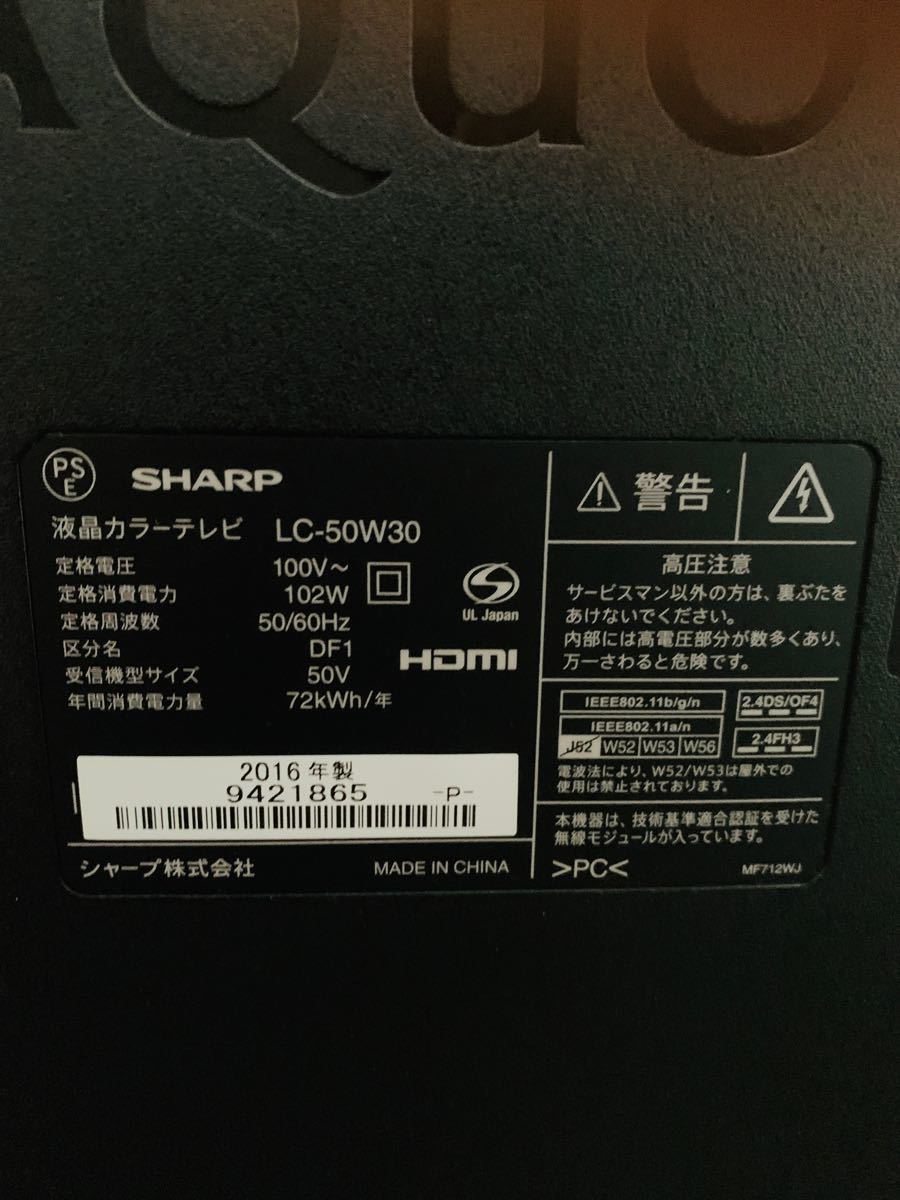 AQUO
PS
E
SHARP
液晶カラーテレビ LC-50W30
定格電圧 100V～
定格消費電力 102W
定格周波数 50/60Hz
区分名 DF1
受信機型サイズ 50V
年間消費電力量 72kWh/年
UL Japan
HDMI
2016年製
9421865 -P-
シャープ株式会社 MADE IN CHINA
警告
高圧注意
サービスマン以外の方は、裏ぶたを
あけないでください。
内部には高電圧部分が数多くあり、
万一さわると危険です。
IEEE802.11b/g/n
IEEE802.11a/n
J52 W52 W53 W56
2.4DS/OF4
2.4FH3
電波法により、W52/W53は屋外での
使用は禁止されております。
本機器は、技術基準適合認証を受けた
無線モジュールが入っています。
>PC< MF712WJ